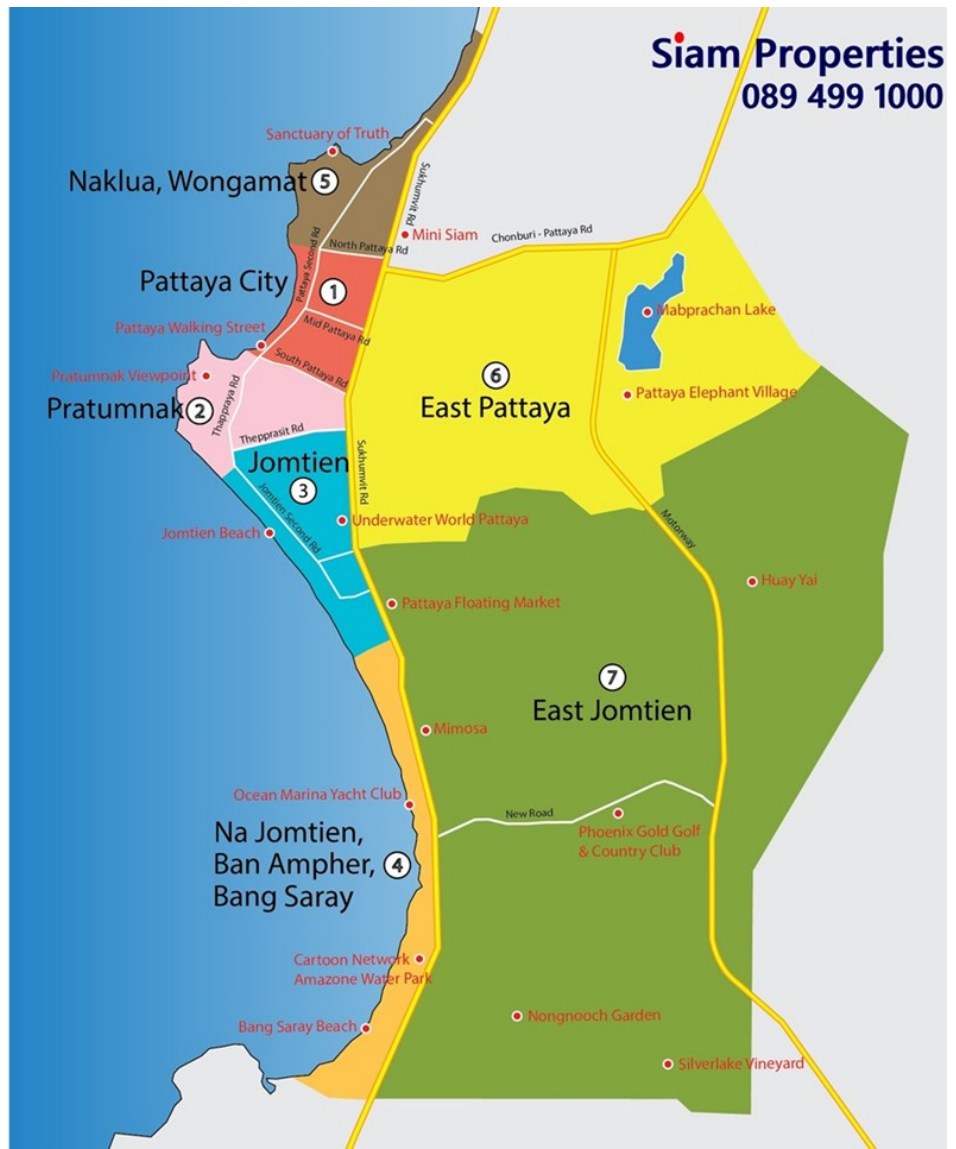 Siam Properties
089 499 1000
Sanctuary of Truth
Naklua, Wongamat 5
Sukhumvit Rd
Mini Siam
Chonburi - Pattaya Rd
North Pattaya Rd
Pattaya Second Rd
Pattaya City
1
Mabprachan Lake
Mid Pattaya Rd
Pattaya Walking Street
South Pattaya Rd
Pratumnak Viewpoint
6
East Pattaya
Pattaya Elephant Village
Pratumnak 2
Thappraya Rd
Thepprasit Rd
Jomtien
3
Sukhumvit Rd
Jomtien Second Rd
Underwater World Pattaya
Jomtien Beach
Motorway
Huay Yai
Pattaya Floating Market
7
East Jomtien
Mimosa
Ocean Marina Yacht Club
New Road
Phoenix Gold Golf
& Country Club
Na Jomtien,
Ban Ampher, 4
Bang Saray
Cartoon Network
Amazone Water Park
Bang Saray Beach
Nongnooch Garden
Silverlake Vineyard